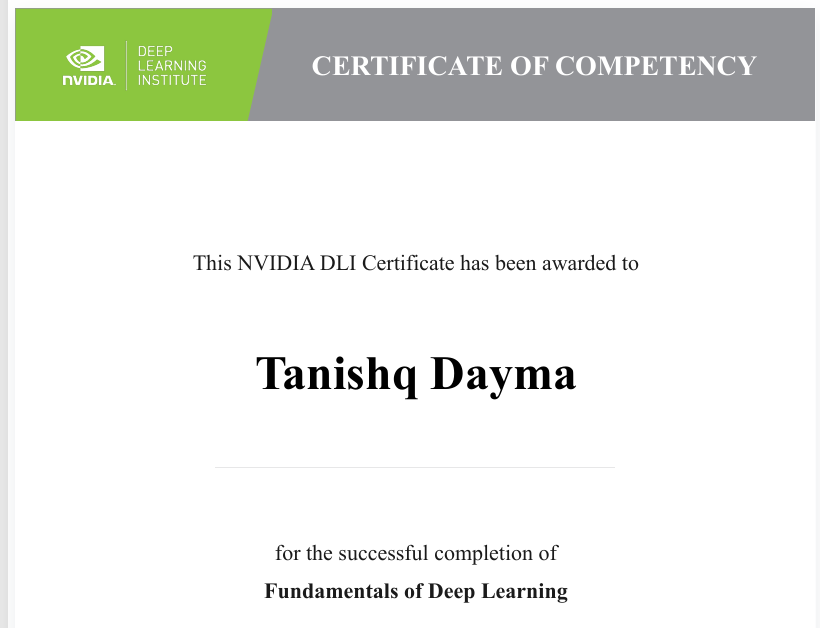 NVIDIA.
DEEP
LEARNING
INSTITUTE
CERTIFICATE OF COMPETENCY
This NVIDIA DLI Certificate has been awarded to
Tanishq Dayma
for the successful completion of
Fundamentals of Deep Learning